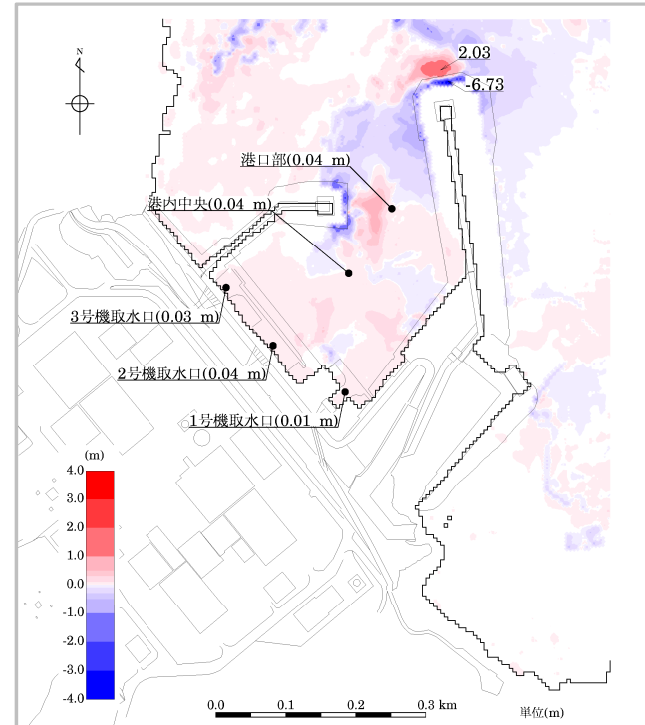 2.03
-6.73
N
港口部(0.04 m)
港内中央(0.04 m)
3号機取水口(0.03 m)
2号機取水口(0.04 m)
1号機取水口(0.01 m)
(m)
4.0
3.0
2.0
1.0
0.0
-1.0
-2.0
-3.0
-4.0
0.0 0.1 0.2 0.3 km
単位(m)